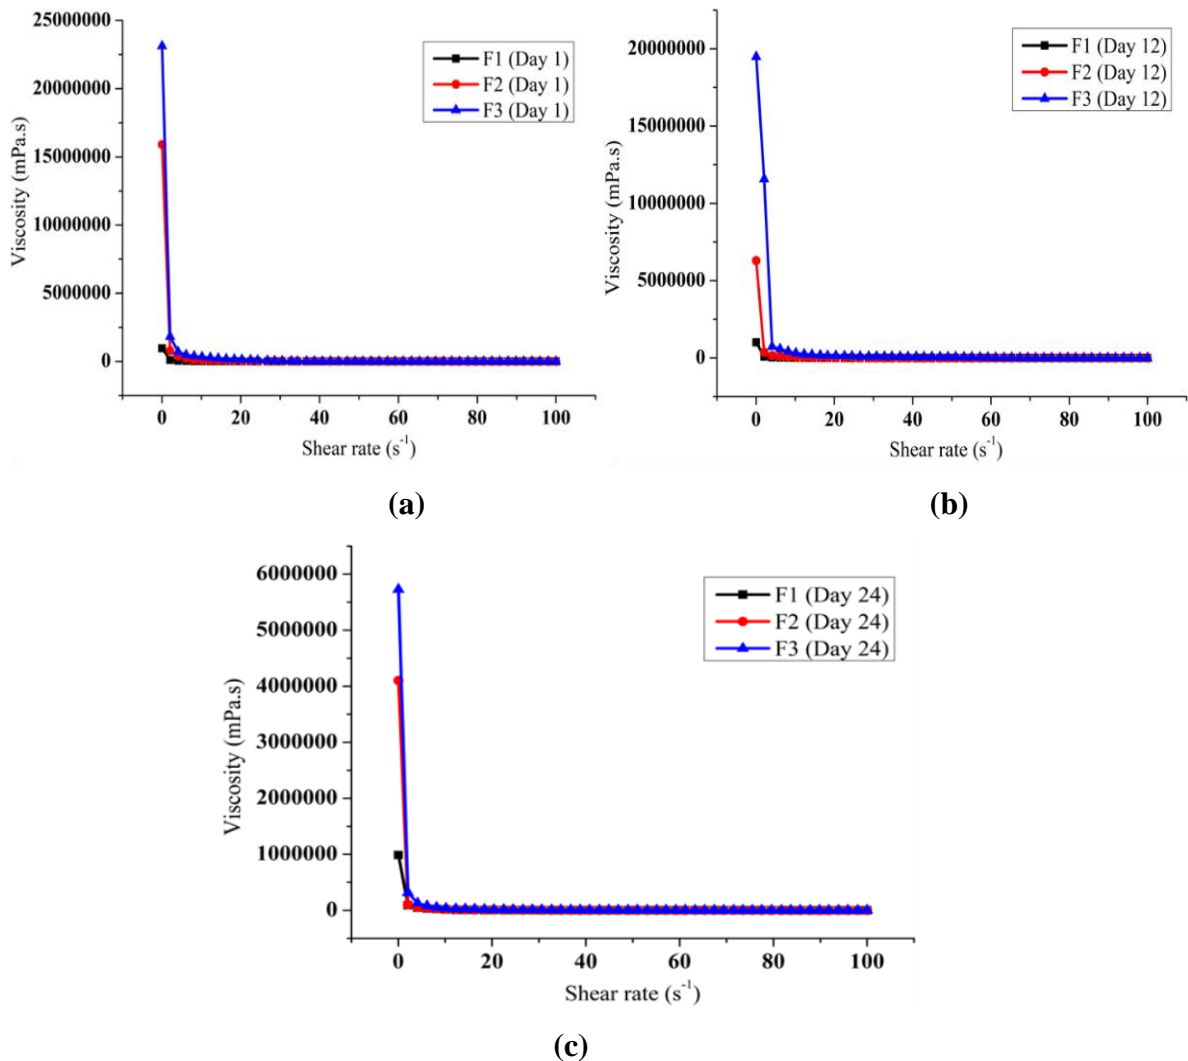 25000000
20000000
15000000
10000000
5000000
0
Viscosity (mPa.s)
F1 (Day 1)
F2 (Day 1)
F3 (Day 1)
0 20 40 60 80 100
Shear rate (s⁻¹)
(a)
20000000
15000000
10000000
5000000
0
Viscosity (mPa.s)
F1 (Day 12)
F2 (Day 12)
F3 (Day 12)
0 20 40 60 80 100
Shear rate (s⁻¹)
(b)
6000000
5000000
4000000
3000000
2000000
1000000
0
Viscosity (mPa.s)
F1 (Day 24)
F2 (Day 24)
F3 (Day 24)
0 20 40 60 80 100
Shear rate (s⁻¹)
(c)